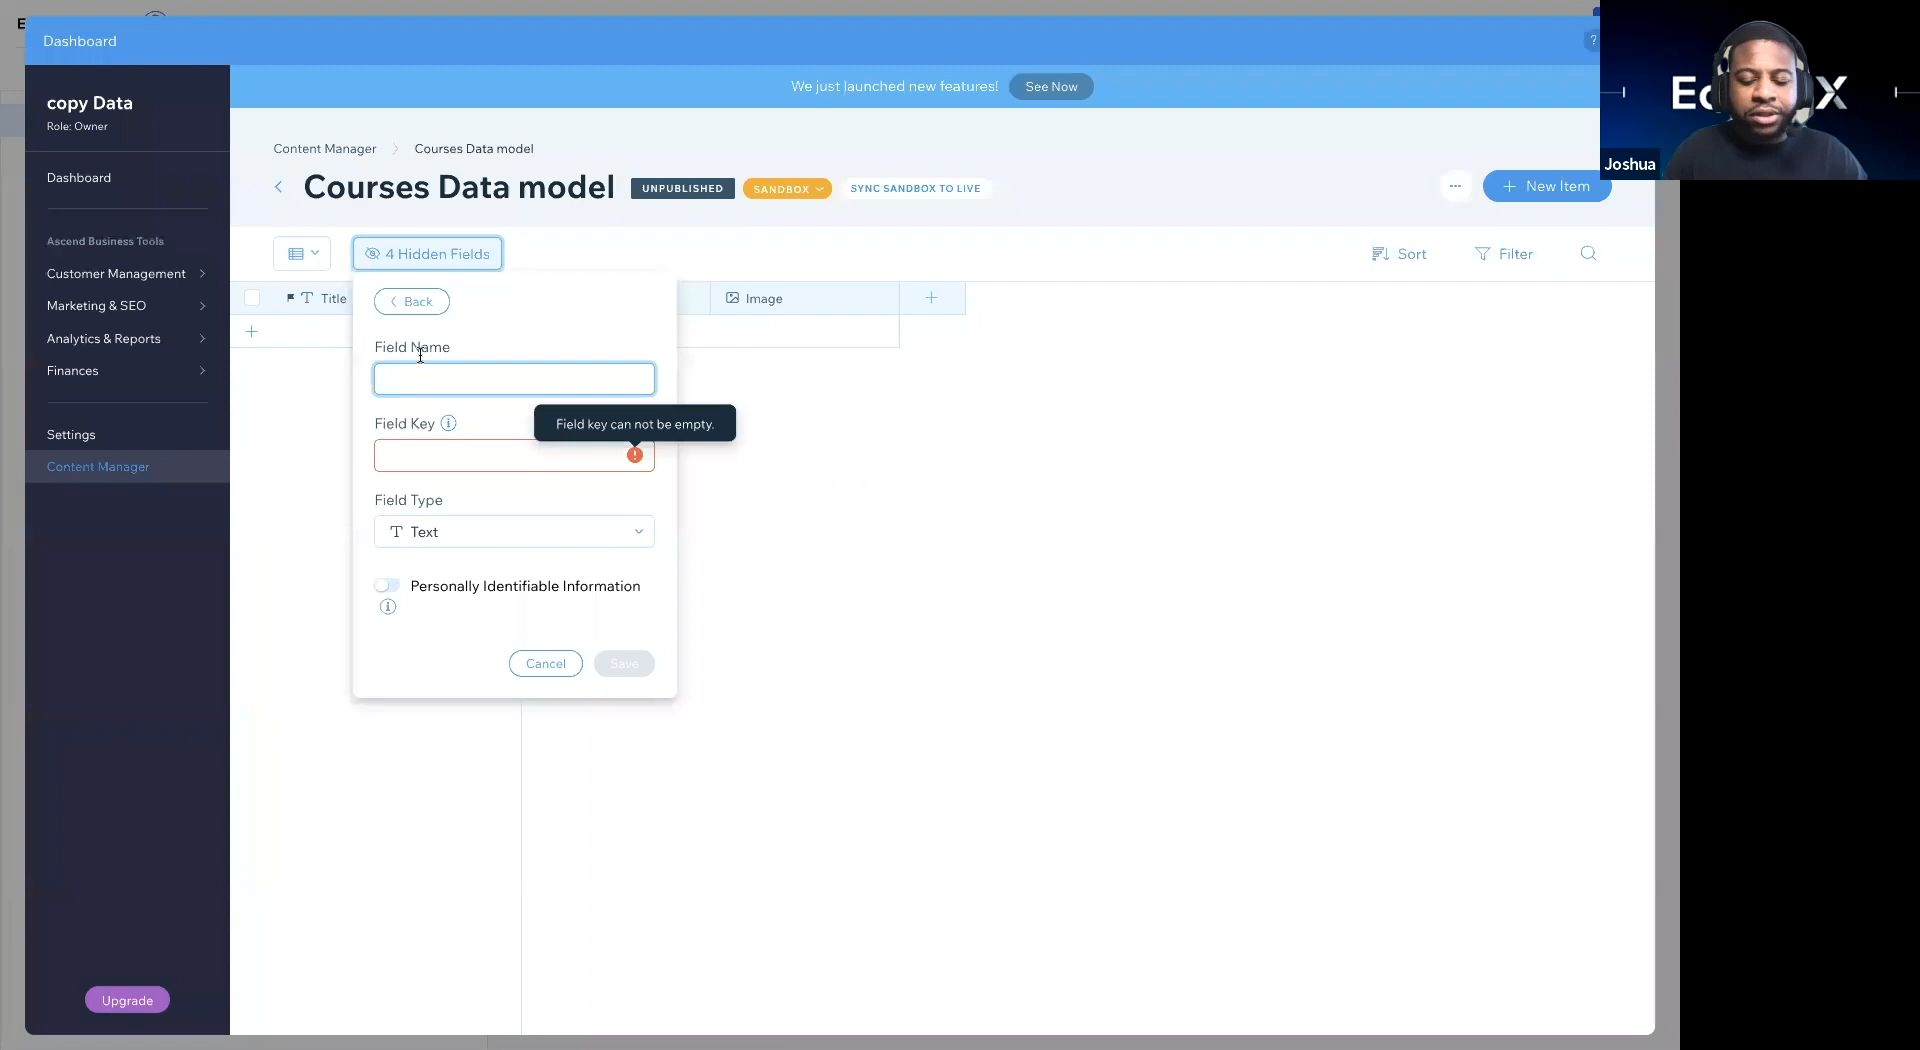 Dashboard
?
copy Data
Role: Owner
Dashboard
Ascend Business Tools
Customer Management
Marketing & SEO
Analytics & Reports
Finances
Settings
Content Manager
Upgrade
We just launched new features!
See Now
Content Manager
Courses Data model
Courses Data model
UNPUBLISHED
SANDBOX
SYNC SANDBOX TO LIVE
...
+ New Item
4 Hidden Fields
Sort
Filter
T Title
Image
+
+
Back
Field Name
Field Key
Field key can not be empty.
Field Type
T Text
Personally Identifiable Information
Cancel
Save
X
Joshua